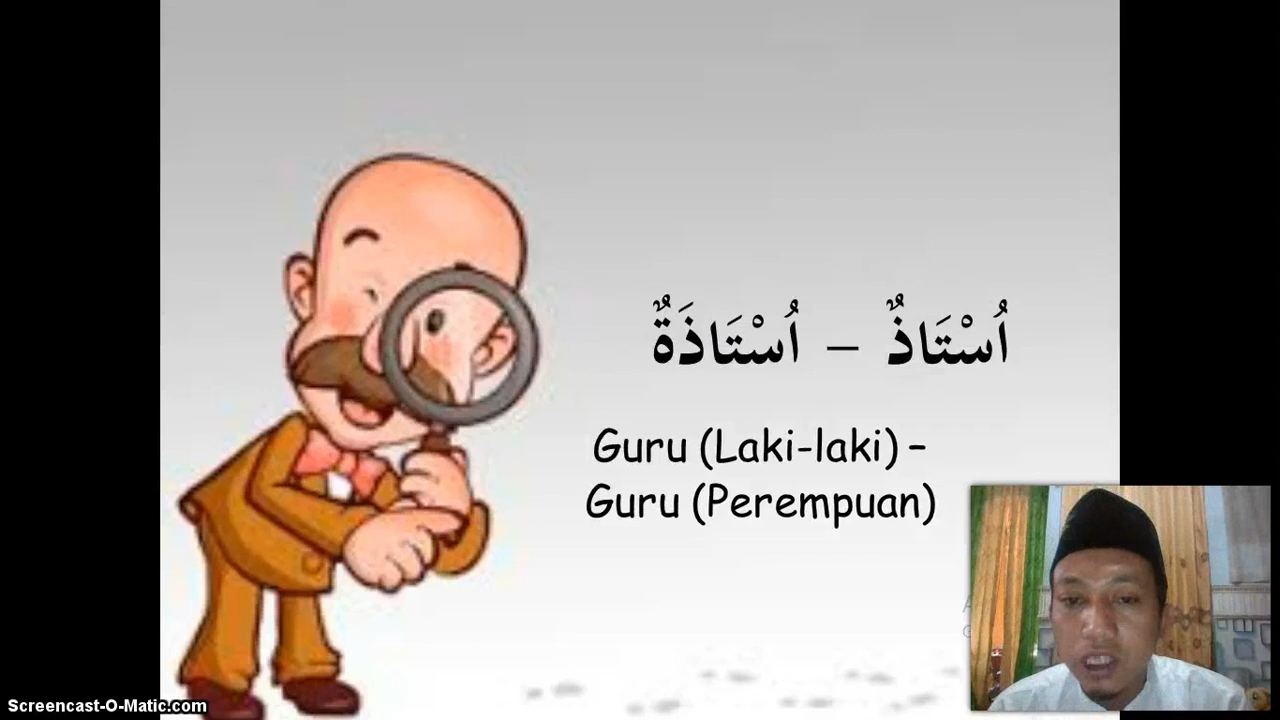 اُسْتَاذٌ – اُسْتَاذَةٌ
Guru (Laki-laki) –
Guru (Perempuan)
Screencast-O-Matic.com